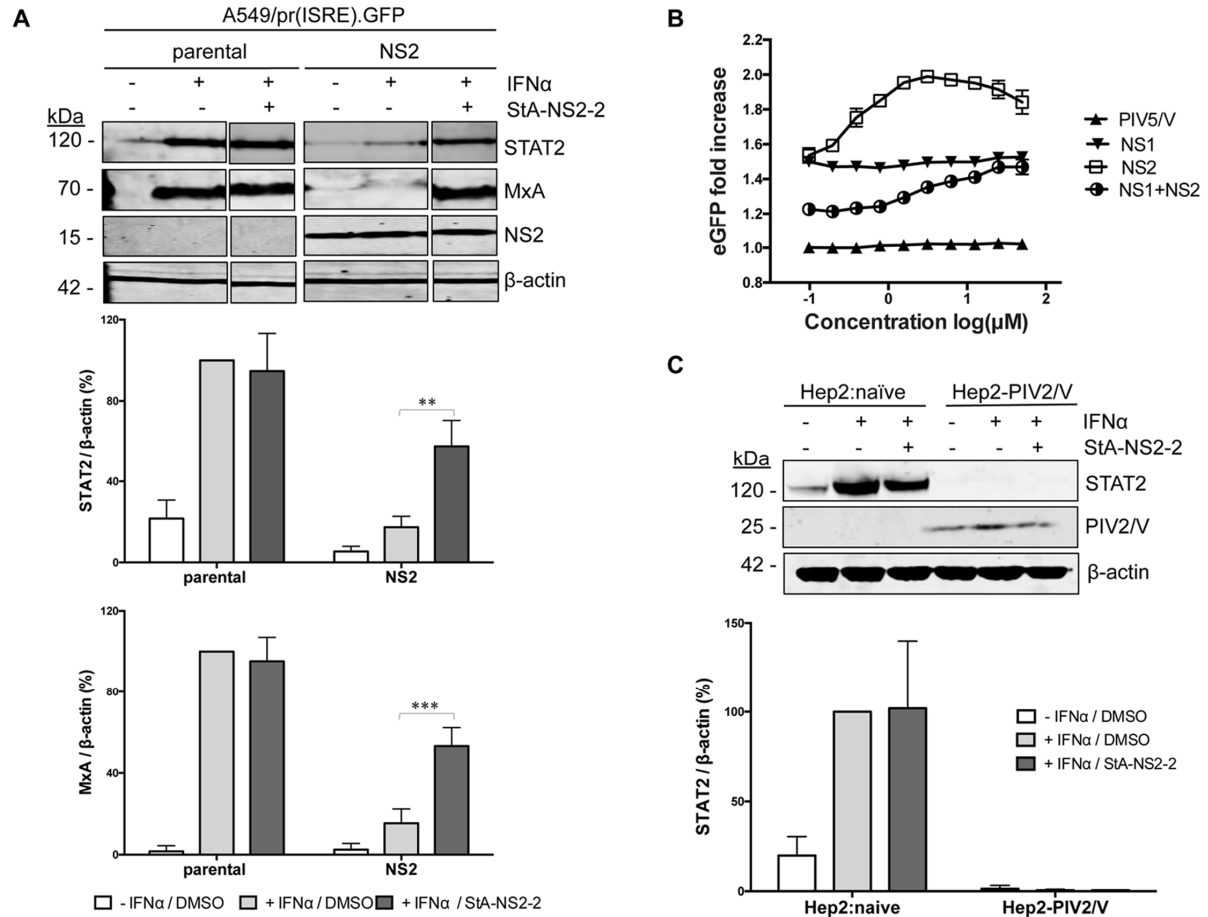 A
A549/pr(ISRE).GFP
parental NS2
- + + - + + IFNα
+ + StA-NS2-2
kDa
120 - STAT2
70 - MxA
15 - NS2
42 - β-actin
120
80
40
0
STAT2 / β-actin (%)
**
parental NS2
120
80
40
0
MxA / β-actin (%)
***
parental NS2
- IFNα / DMSO + IFNα / DMSO + IFNα / StA-NS2-2
B
2.2
2.0
1.8
1.6
1.4
1.2
1.0
0.8
eGFP fold increase
-1 0 1 2
Concentration log(µM)
PIV5/V
NS1
NS2
NS1+NS2
C
Hep2:naïve Hep2-PIV2/V
- + + - + + IFNα
+ + StA-NS2-2
kDa
120 - STAT2
25 - PIV2/V
42 - β-actin
150
100
50
0
STAT2 / β-actin (%)
- IFNα / DMSO
+ IFNα / DMSO
+ IFNα / StA-NS2-2
Hep2:naive Hep2-PIV2/V